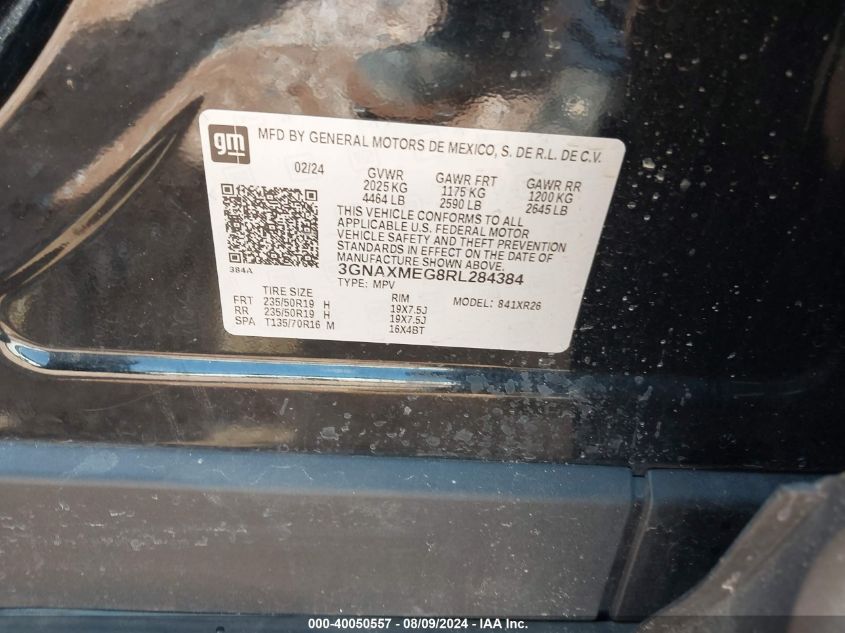 gm
MFD BY GENERAL MOTORS DE MEXICO, S. DE R.L. DE C.V.
02/24 GVWR GAWR FRT GAWR RR
2025 KG 1175 KG 1200 KG
4464 LB 2590 LB 2645 LB
THIS VEHICLE CONFORMS TO ALL
APPLICABLE U.S. FEDERAL MOTOR
VEHICLE SAFETY AND THEFT PREVENTION
STANDARDS IN EFFECT ON THE DATE OF
MANUFACTURE SHOWN ABOVE.
384A
3GNAXMEG8RL284384
TYPE: MPV
TIRE SIZE RIM MODEL: 841XR26
FRT 235/50R19 H 19X7.5J
RR 235/50R19 H 19X7.5J
SPA T135/70R16 M 16X4BT
000-40050557 - 08/09/2024 - IAA Inc.